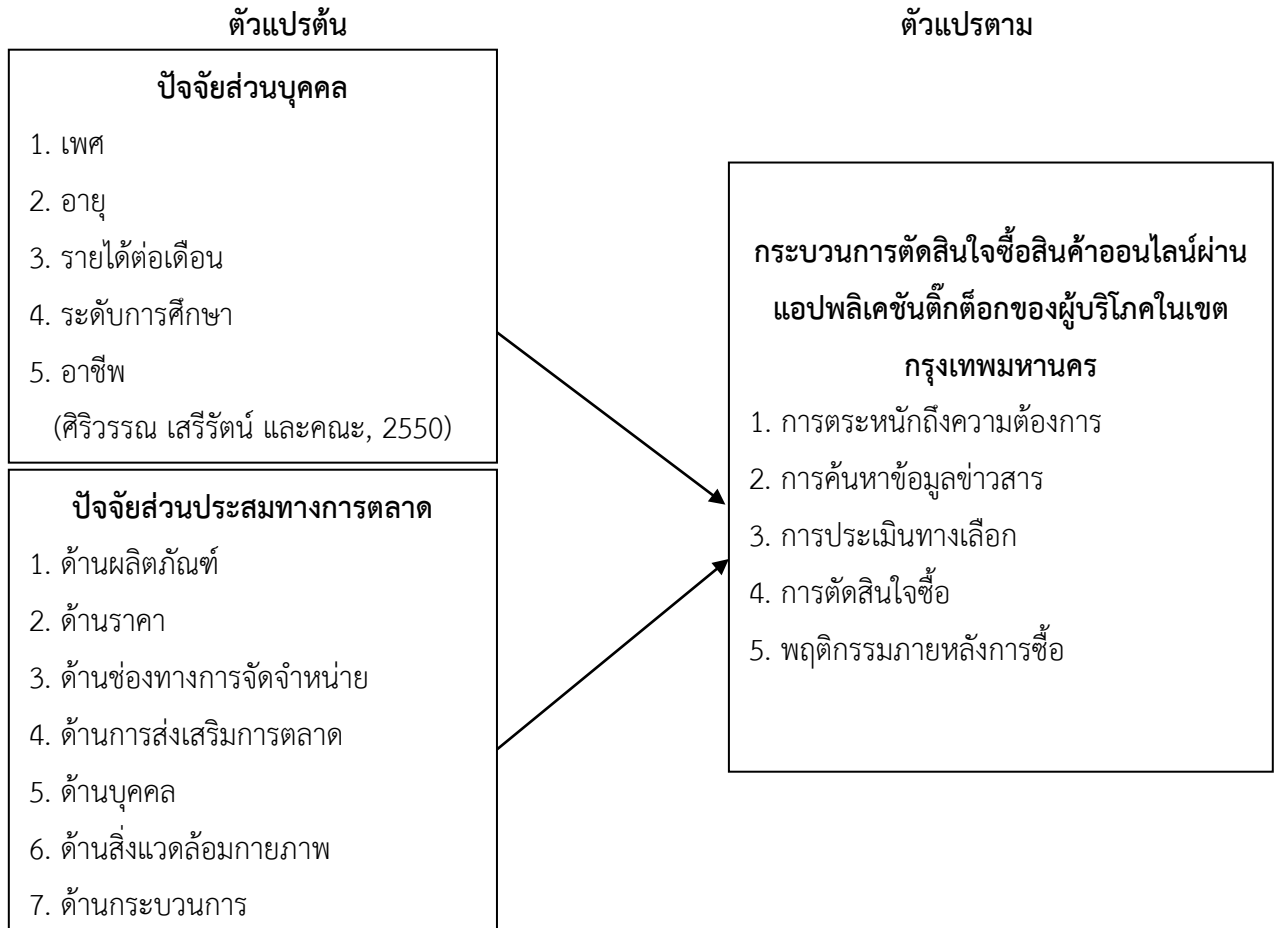 ตัวแปรต้น
ปัจจัยส่วนบุคคล
1. เพศ
2. อายุ
3. รายได้ต่อเดือน
4. ระดับการศึกษา
5. อาชีพ
(ศิริวรรณ เสรีรัตน์ และคณะ, 2550)
ปัจจัยส่วนประสมทางการตลาด
1. ด้านผลิตภัณฑ์
2. ด้านราคา
3. ด้านช่องทางการจัดจำหน่าย
4. ด้านการส่งเสริมการตลาด
5. ด้านบุคคล
6. ด้านสิ่งแวดล้อมกายภาพ
7. ด้านกระบวนการ
ตัวแปรตาม
กระบวนการตัดสินใจซื้อสินค้าออนไลน์ผ่าน
แอปพลิเคชันติ๊กต็อกของผู้บริโภคในเขต
กรุงเทพมหานคร
1. การตระหนักถึงความต้องการ
2. การค้นหาข้อมูลข่าวสาร
3. การประเมินทางเลือก
4. การตัดสินใจซื้อ
5. พฤติกรรมภายหลังการซื้อ